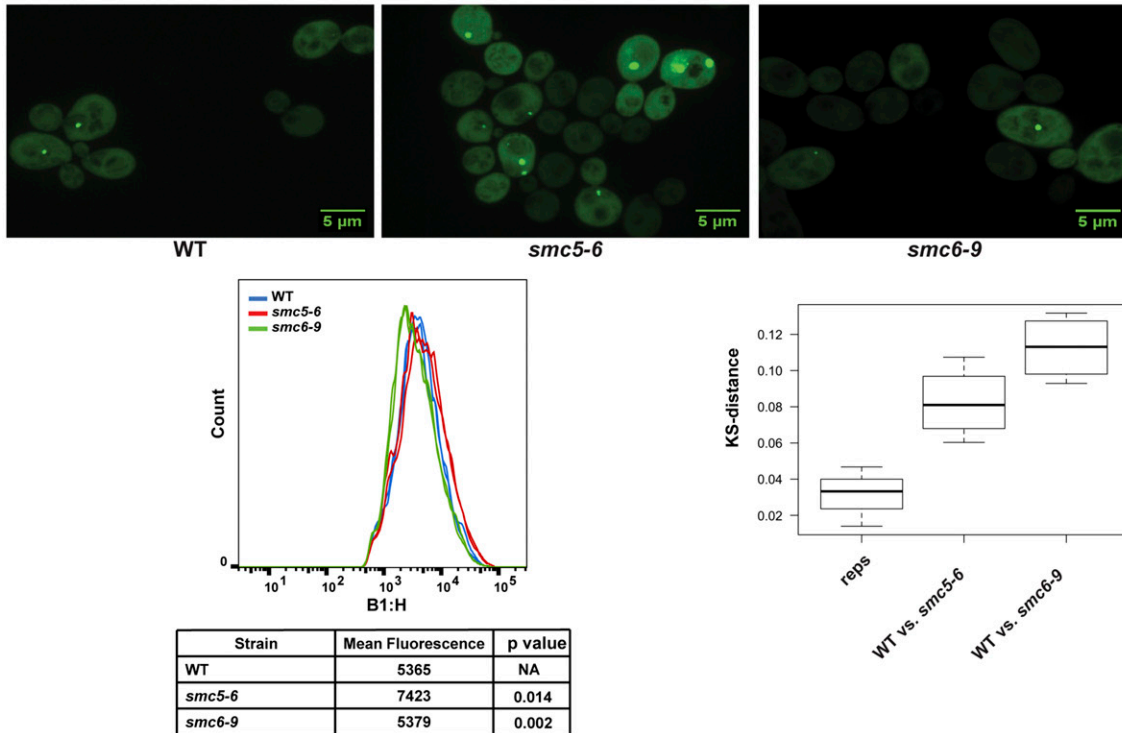 5 µm
5 µm
5 µm
WT
smc5-6
smc6-9
WT
smc5-6
smc6-9
Count
0
10¹ 10² 10³ 10⁴ 10⁵
B1:H
KS-distance
0.12
0.10
0.08
0.06
0.04
0.02
reps
WT vs. smc5-6
WT vs. smc6-9
Strain Mean Fluorescence p value
WT 5365 NA
smc5-6 7423 0.014
smc6-9 5379 0.002